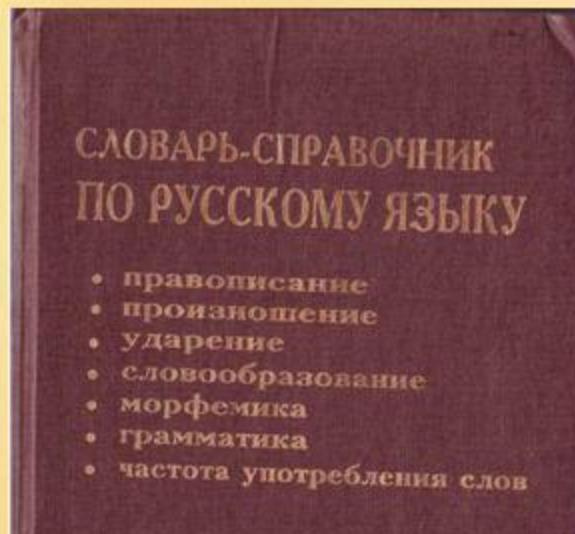 СЛОВАРЬ-СПРАВОЧНИК
ПО РУССКОМУ ЯЗЫКУ
• правописание
• произношение
• ударение
• словообразование
• морфемика
• грамматика
• частота употребления слов